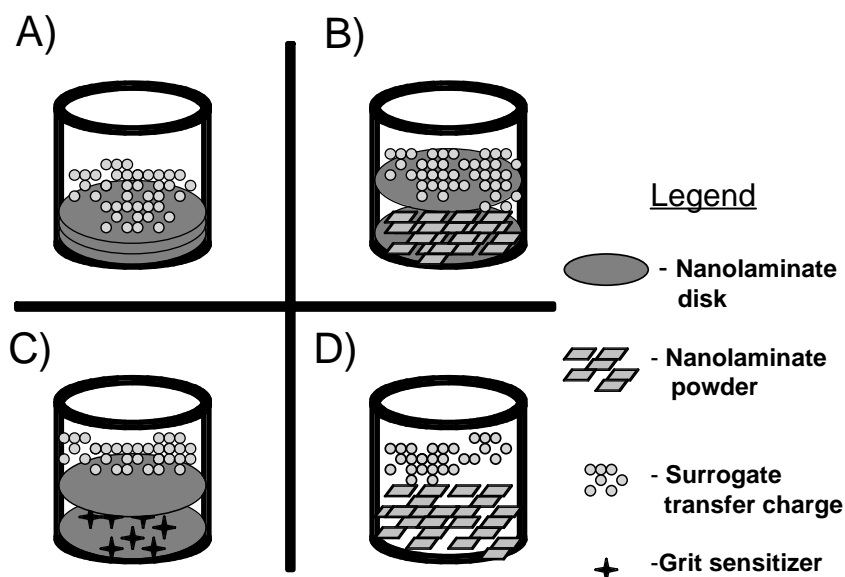 A)
B)
C)
D)
Legend
- Nanolaminate
disk
- Nanolaminate
powder
- Surrogate
transfer charge
-Grit sensitizer